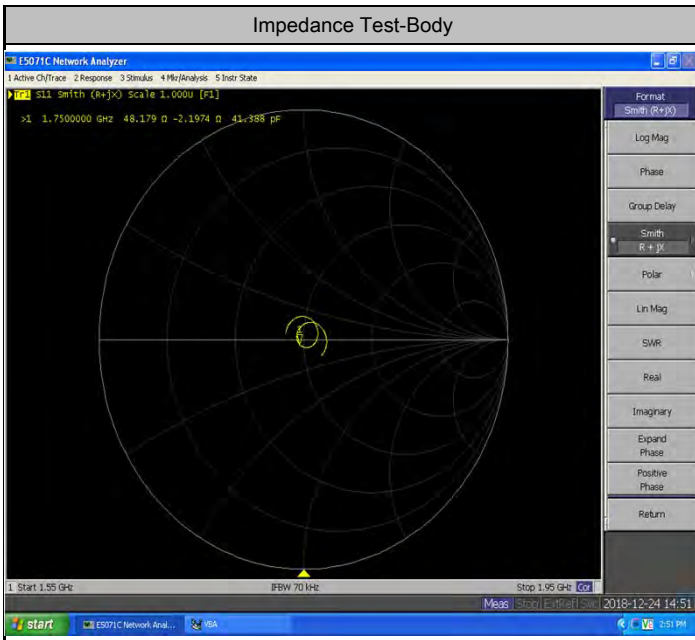 Impedance Test-Body
E5071C Network Analyzer
1 Active Ch/Trace 2 Response 3 Stimulus 4 Mkr/Analysis 5 Instr State
Tr1 S11 Smith (R+jX) Scale 1.000U [F1]
>1 1.7500000 GHz 48.179 Ω -2.1974 Ω 41.388 pF
Format
Smith (R+jX)
Log Mag
Phase
Group Delay
Smith
R + jX
Polar
Lin Mag
SWR
Real
Imaginary
Expand
Phase
Positive
Phase
Return
1 Start 1.55 GHz IFBW 70 kHz Stop 1.95 GHz Cor
Meas Stop ExtRef Svc 2018-12-24 14:51
start E5071C Network Anal... VBA 2:51 PM